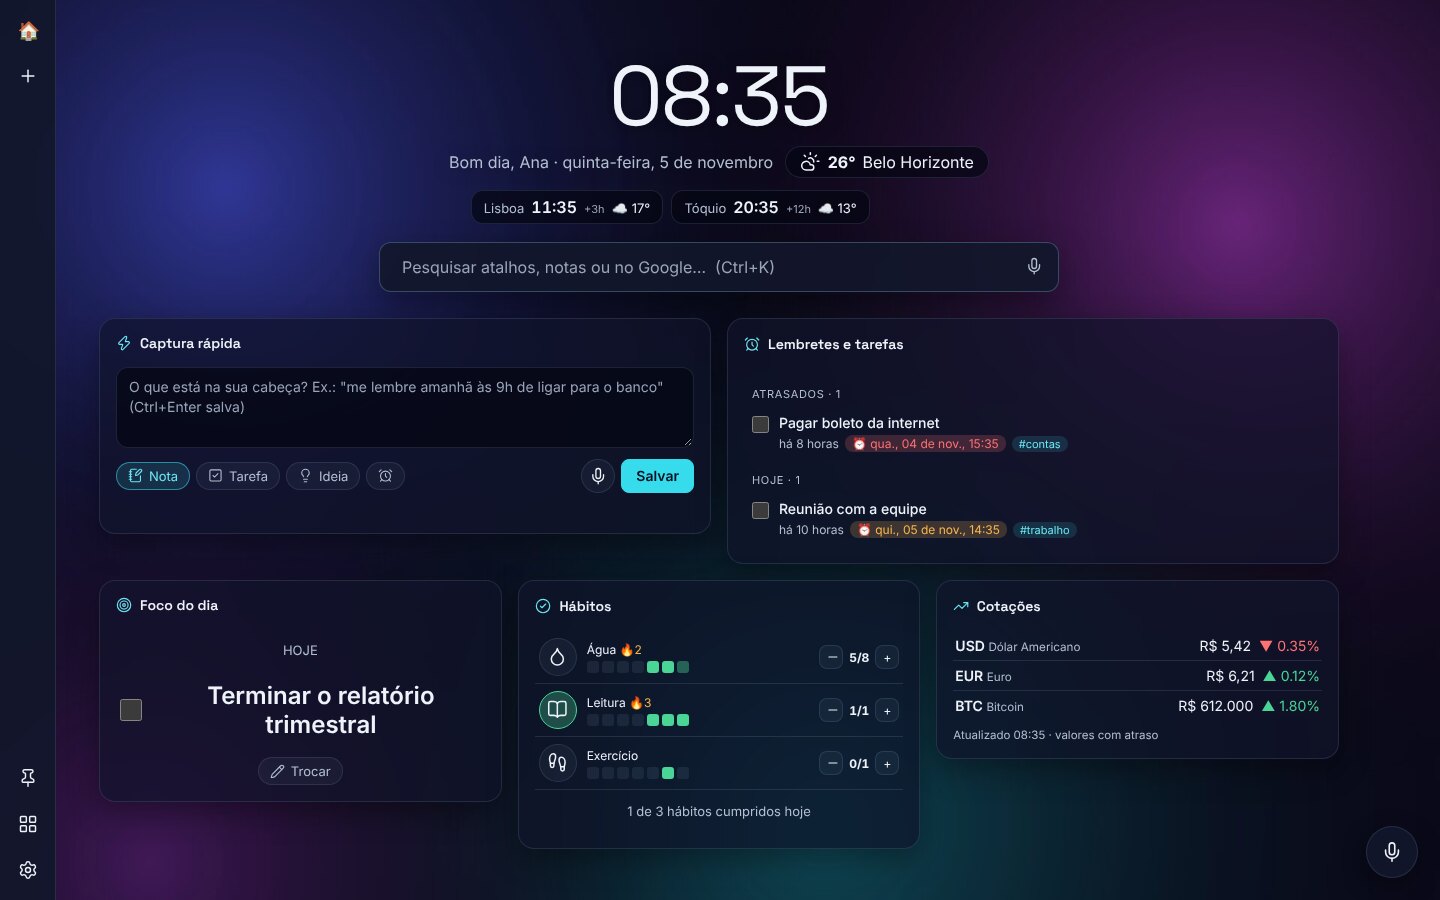 08:35
Bom dia, Ana · quinta-feira, 5 de novembro 26° Belo Horizonte
Lisboa 11:35 +3h 17° Tóquio 20:35 +12h 13°
Pesquisar atalhos, notas ou no Google... (Ctrl+K)
Captura rápida
O que está na sua cabeça? Ex.: "me lembre amanhã às 9h de ligar para o banco"
(Ctrl+Enter salva)
Nota Tarefa Ideia Salvar
Lembretes e tarefas
ATRASADOS · 1
Pagar boleto da internet
há 8 horas ⏰ qua., 04 de nov., 15:35 #contas
HOJE · 1
Reunião com a equipe
há 10 horas ⏰ qui., 05 de nov., 14:35 #trabalho
Foco do dia
HOJE
Terminar o relatório
trimestral
Trocar
Hábitos
Água 🔥2
− 5/8 +
Leitura 🔥3
− 1/1 +
Exercício
− 0/1 +
1 de 3 hábitos cumpridos hoje
Cotações
USD Dólar Americano R$ 5,42 ▼ 0.35%
EUR Euro R$ 6,21 ▲ 0.12%
BTC Bitcoin R$ 612.000 ▲ 1.80%
Atualizado 08:35 · valores com atraso